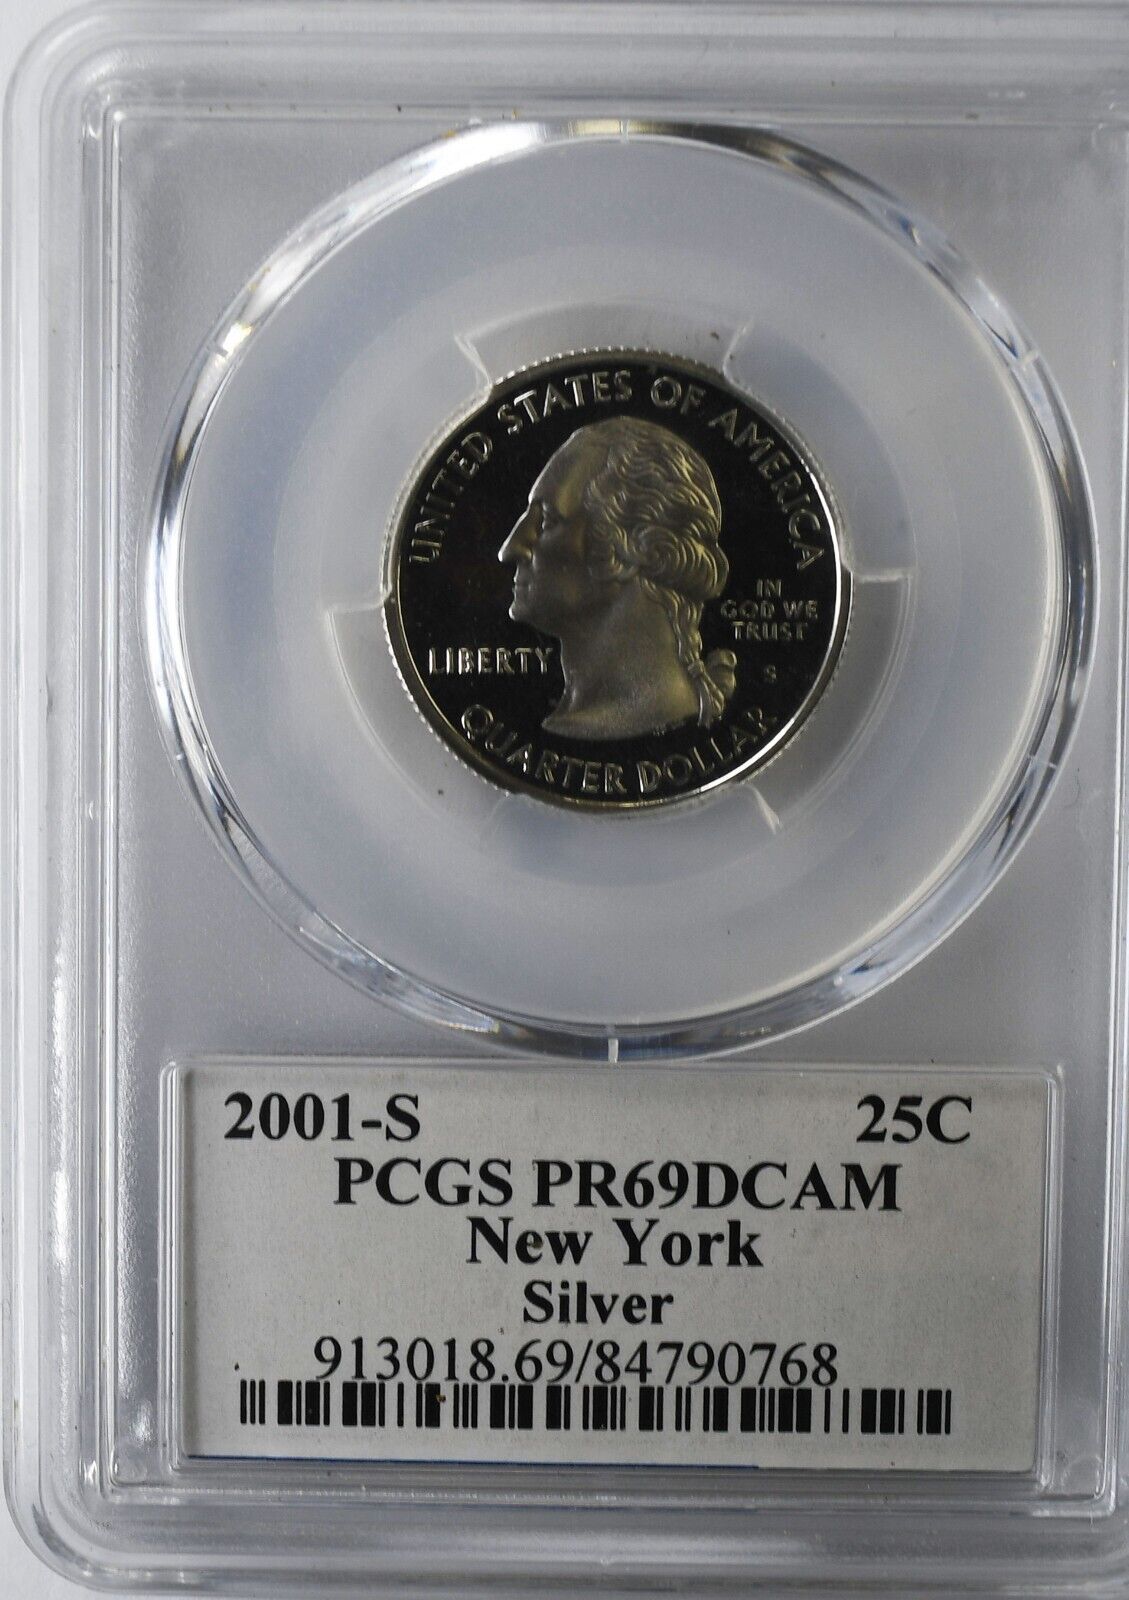 UNITED STATES OF AMERICA
IN
GOD WE
TRUST
LIBERTY
S
QUARTER DOLLAR
2001-S 25C
PCGS PR69DCAM
New York
Silver
913018.69/84790768